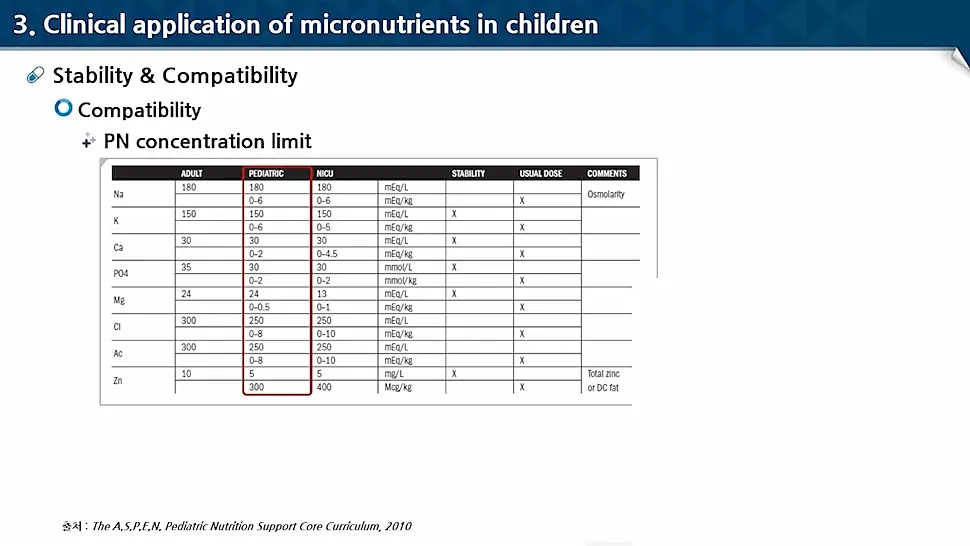 3. Clinical application of micronutrients in children
Stability & Compatibility
Compatibility
PN concentration limit
ADULT PEDIATRIC NICU STABILITY USUAL DOSE COMMENTS
Na 180 180 180 mEq/L Osmolarity
0–6 0–6 mEq/kg X
K 150 150 150 mEq/L X
0–6 0–5 mEq/kg X
Ca 30 30 30 mEq/L X
0–2 0–4.5 mEq/kg X
PO4 35 30 30 mmol/L X
0–2 0–2 mmol/kg X
Mg 24 24 13 mEq/L X
0–0.5 0–1 mEq/kg X
Cl 300 250 250 mEq/L
0–8 0–10 mEq/kg X
Ac 300 250 250 mEq/L
0–8 0–10 mEq/kg X
Zn 10 5 5 mg/L X Total zinc
300 400 Mcg/kg X or DC fat
출처 : The A.S.P.E.N. Pediatric Nutrition Support Core Curriculum, 2010